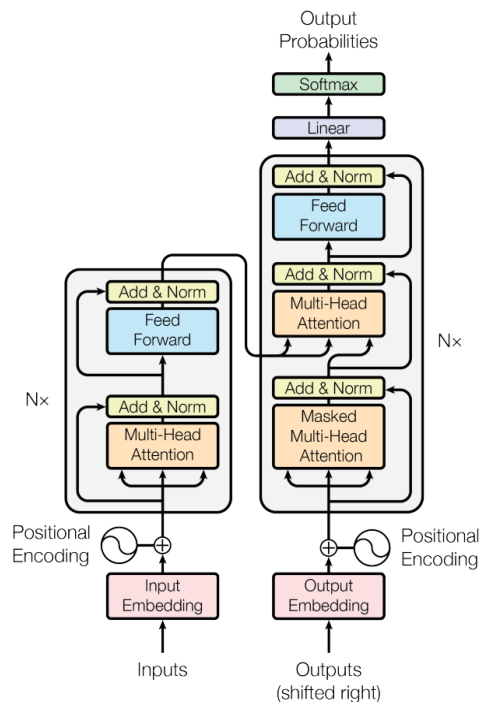 Output
Probabilities
Softmax
Linear
Add & Norm
Feed
Forward
Add & Norm
Multi-Head
Attention
Add & Norm
Masked
Multi-Head
Attention
N×
Add & Norm
Feed
Forward
Add & Norm
Multi-Head
Attention
N×
Positional
Encoding
Positional
Encoding
Input
Embedding
Output
Embedding
Inputs
Outputs
(shifted right)